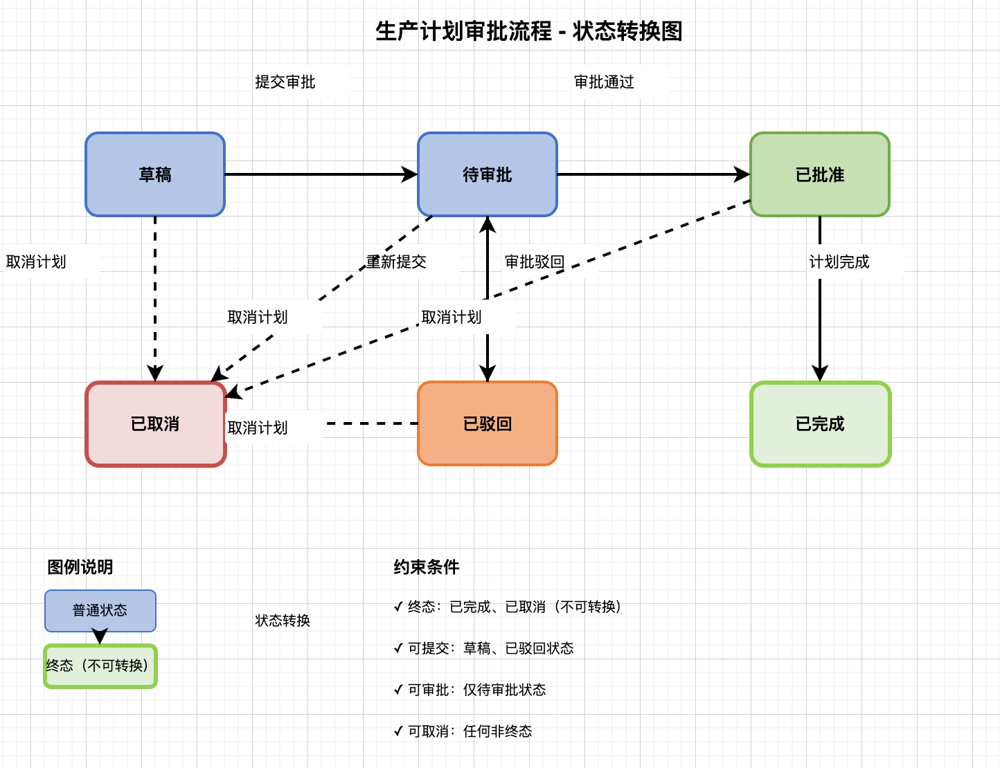 生产计划审批流程 - 状态转换图
提交审批
审批通过
草稿
待审批
已批准
取消计划
重新提交
审批驳回
计划完成
取消计划
取消计划
已取消
取消计划
已驳回
已完成
图例说明
普通状态
终态（不可转换）
状态转换
约束条件
✓ 终态：已完成、已取消（不可转换）
✓ 可提交：草稿、已驳回状态
✓ 可审批：仅待审批状态
✓ 可取消：任何非终态